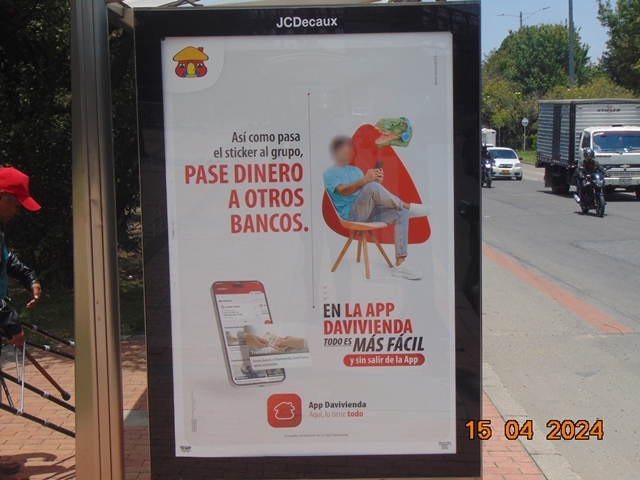 JCDecaux
Así como pasa
el sticker al grupo,
PASE DINERO
A OTROS
BANCOS.
EN LA APP
DAVIVIENDA
TODO ES MÁS FÁCIL
y sin salir de la App
App Davivienda
Aquí, lo tiene todo
15 04 2024